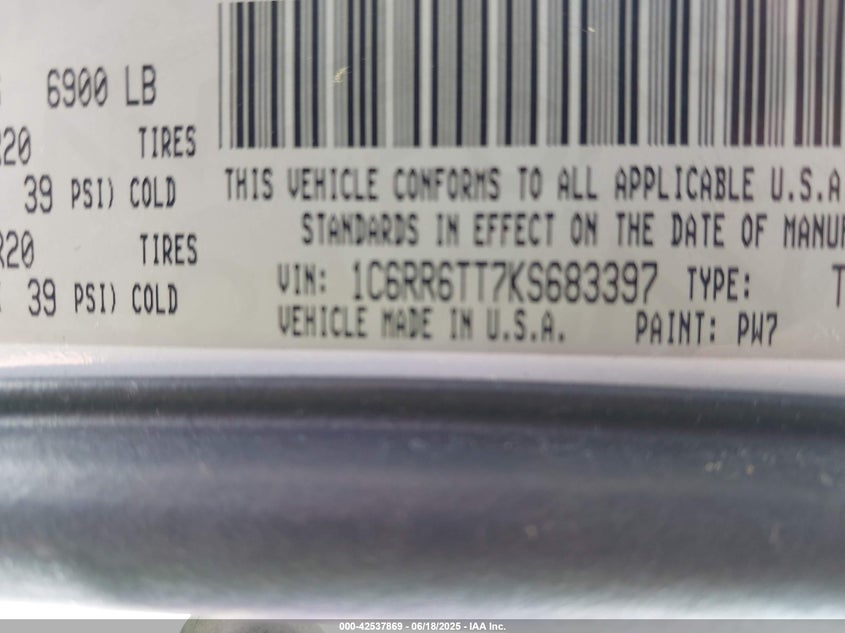 6900 LB
R20 TIRES
39 PSI) COLD
R20 TIRES
39 PSI) COLD
THIS VEHICLE CONFORMS TO ALL APPLICABLE U.S.A
STANDARDS IN EFFECT ON THE DATE OF MANUF
VIN: 1C6RR6TT7KS683397 TYPE: T
VEHICLE MADE IN U.S.A. PAINT: PW7
000-42537869 - 06/18/2025 - IAA Inc.